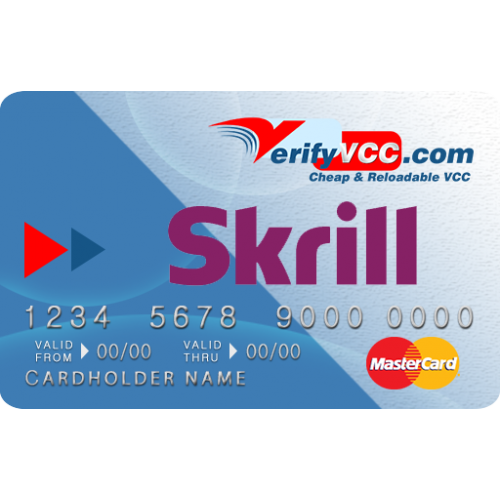 VerifyVCC.com
Cheap & Reloadable VCC
Skrill
1234 5678 9000 0000
VALID FROM 00/00 VALID THRU 00/00
CARDHOLDER NAME
MasterCard